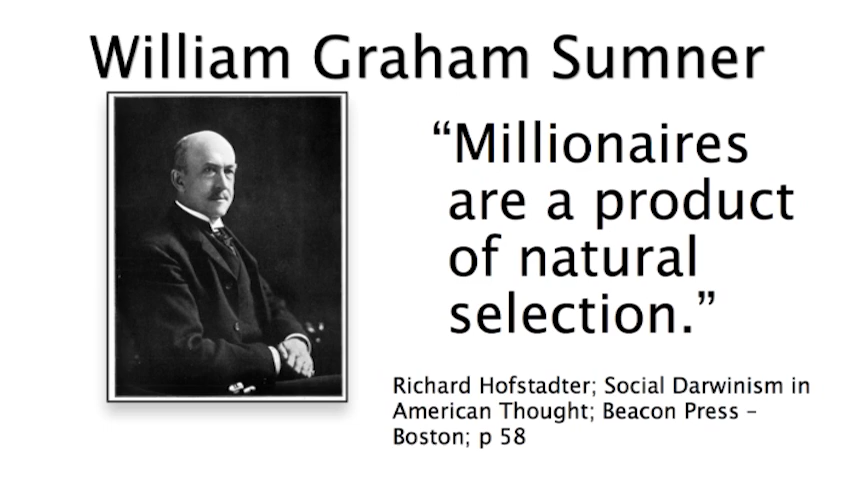 William Graham Sumner
“Millionaires
are a product
of natural
selection.”
Richard Hofstadter; Social Darwinism in
American Thought; Beacon Press –
Boston; p 58